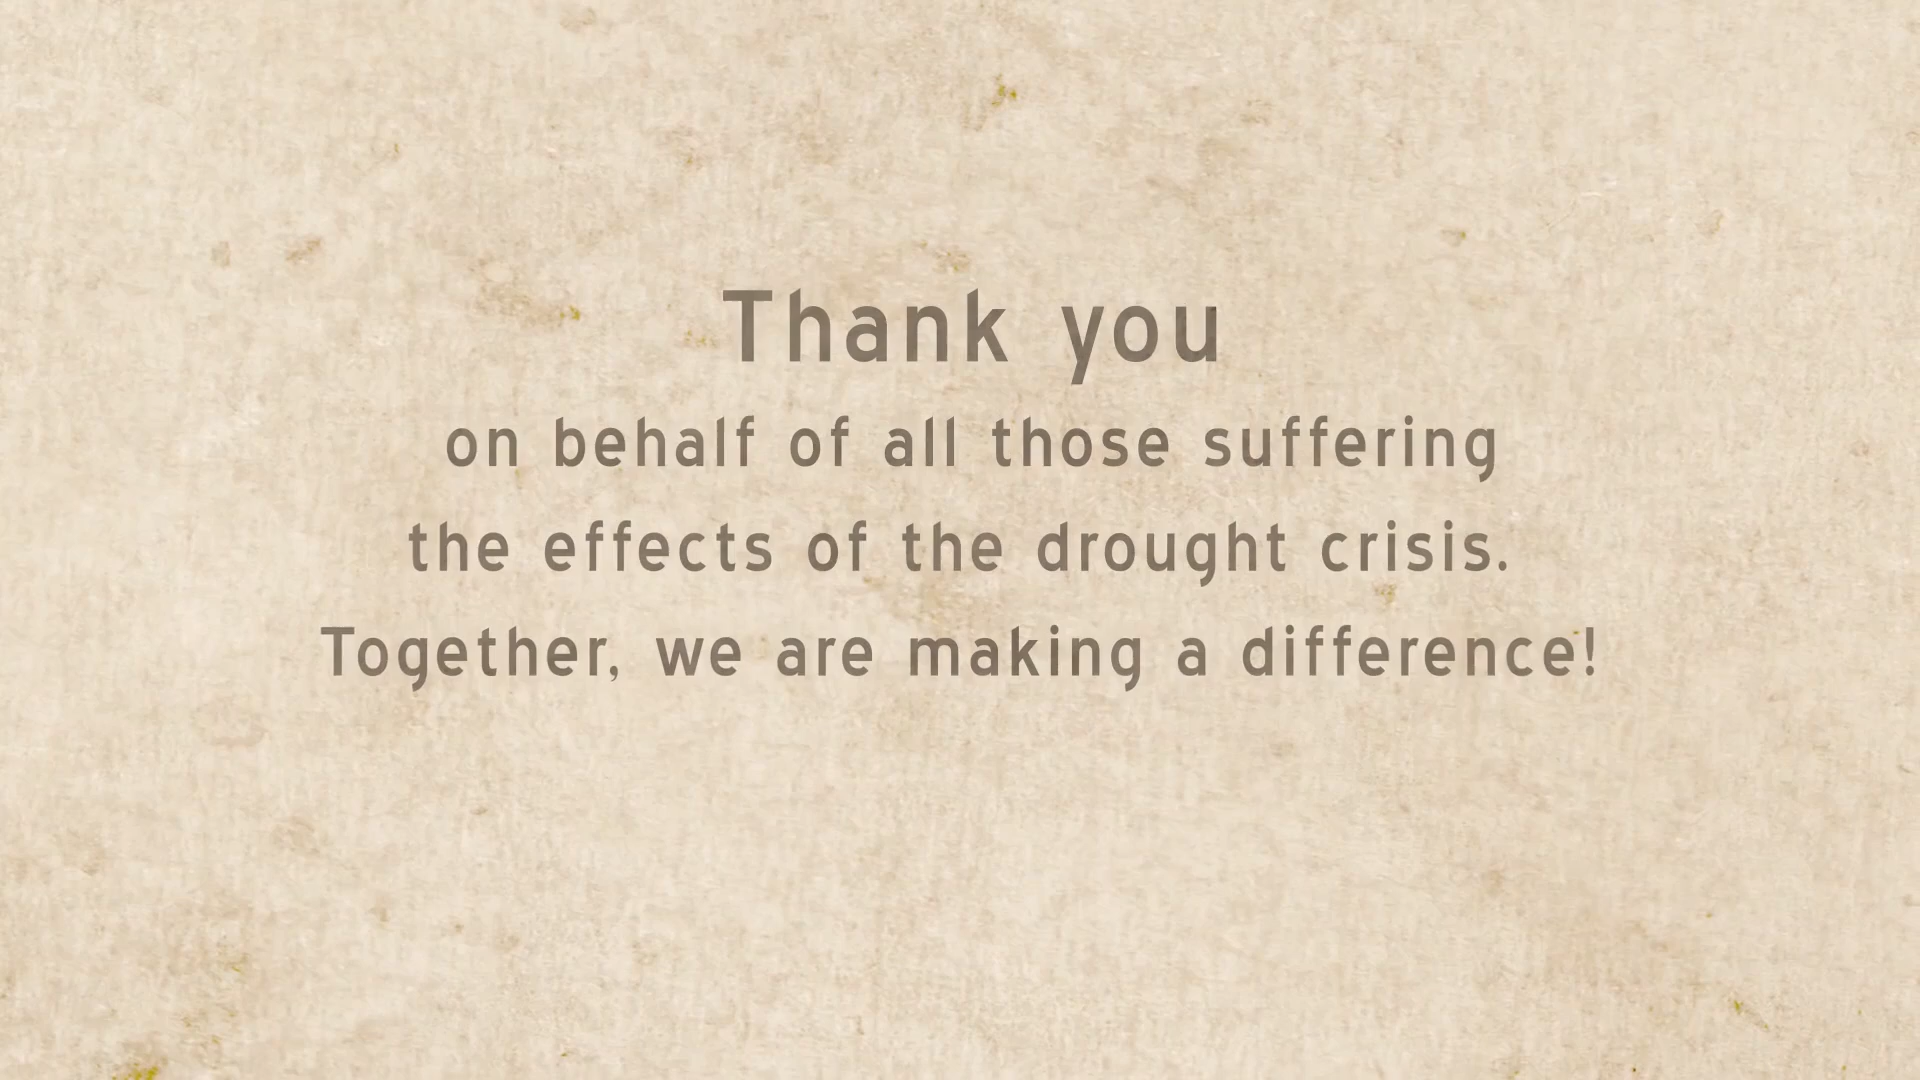 Thank you
on behalf of all those suffering
the effects of the drought crisis.
Together, we are making a difference!